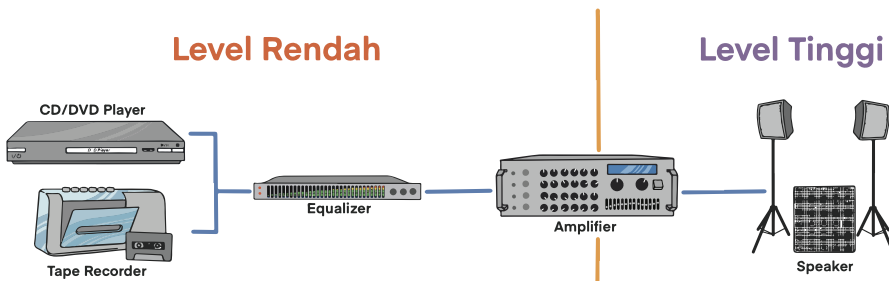 Level Rendah
Level Tinggi
CD/DVD Player
Equalizer
Amplifier
Tape Recorder
Speaker